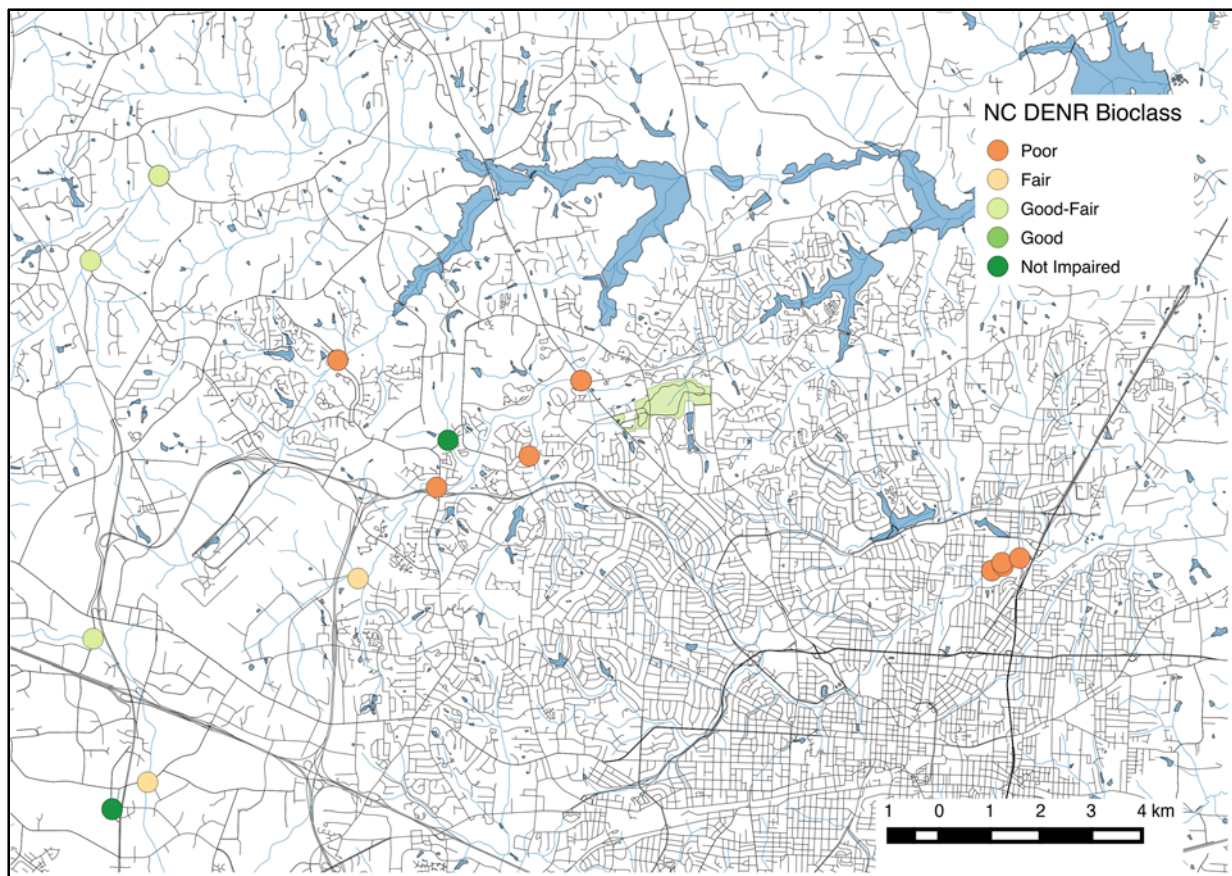 NC DENR Bioclass
Poor
Fair
Good-Fair
Good
Not Impaired
1 0 1 2 3 4 km